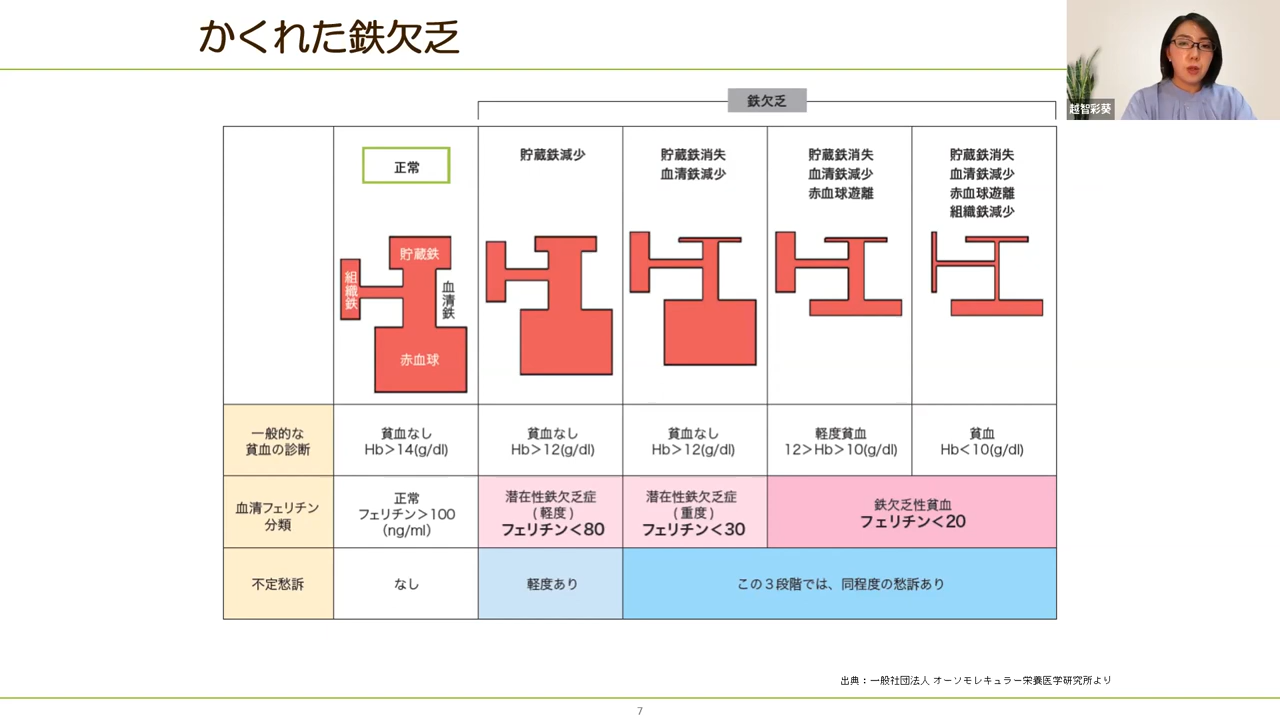 かくれた鉄欠乏
越智彩葵
鉄欠乏
正常
貯蔵鉄減少
貯蔵鉄消失
血清鉄減少
貯蔵鉄消失
血清鉄減少
赤血球遊離
貯蔵鉄消失
血清鉄減少
赤血球遊離
組織鉄減少
貯蔵鉄
組織鉄
血清鉄
赤血球
一般的な
貧血の診断
貧血なし
Hb＞14(g/dl)
貧血なし
Hb＞12(g/dl)
貧血なし
Hb＞12(g/dl)
軽度貧血
12＞Hb＞10(g/dl)
貧血
Hb＜10(g/dl)
血清フェリチン
分類
正常
フェリチン＞100
（ng/ml）
潜在性鉄欠乏症
(軽度)
フェリチン＜80
潜在性鉄欠乏症
(重度)
フェリチン＜30
鉄欠乏性貧血
フェリチン＜20
不定愁訴
なし
軽度あり
この３段階では、同程度の愁訴あり
出典：一般社団法人 オーソモレキュラー栄養医学研究所より
7